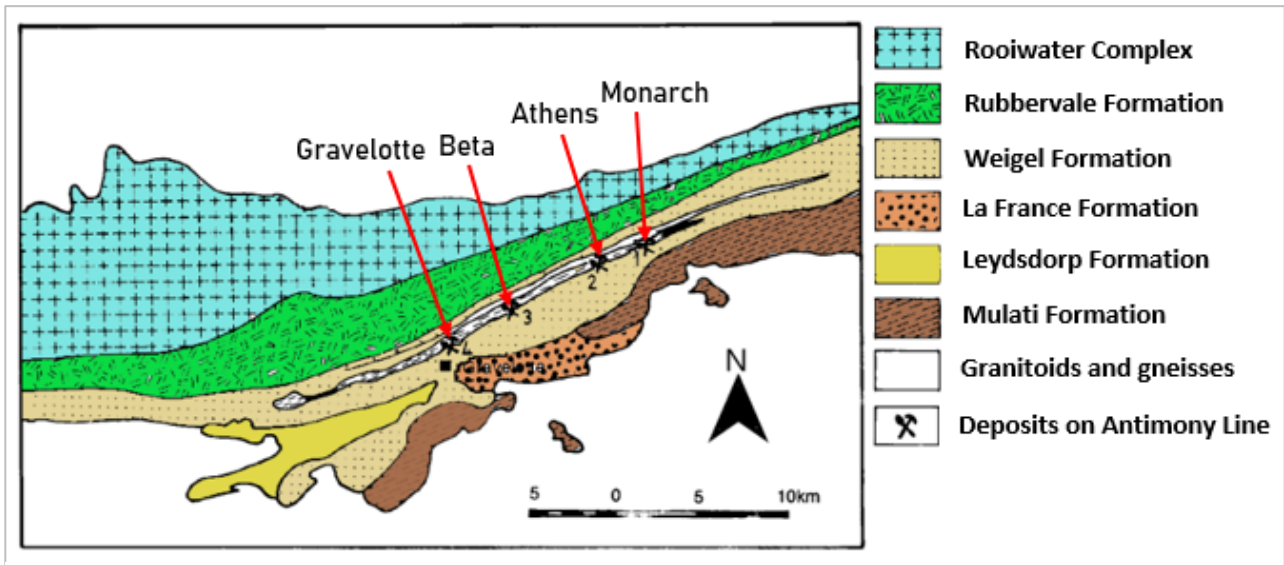 Monarch
Athens
Gravelotte Beta
1
2
3
4
N
5 0 5 10km
Rooiwater Complex
Rubbervale Formation
Weigel Formation
La France Formation
Leydsdorp Formation
Mulati Formation
Granitoids and gneisses
Deposits on Antimony Line